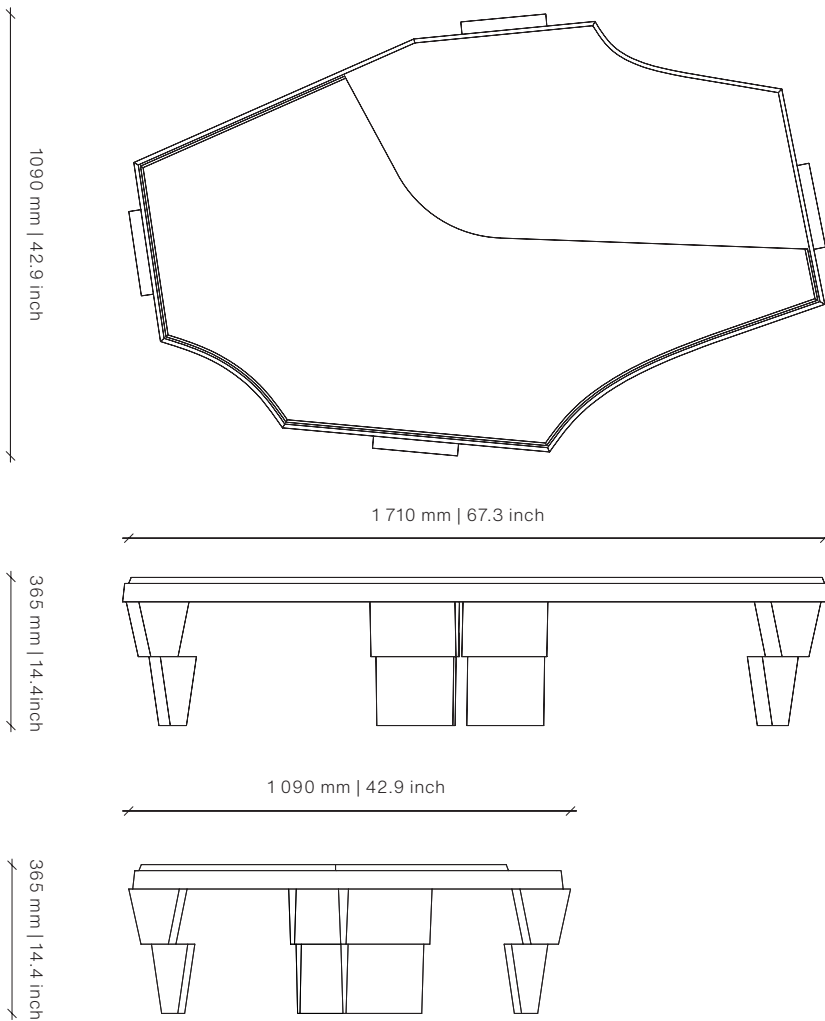 1090 mm | 42.9 inch
1 710 mm | 67.3 inch
365 mm | 14.4inch
1 090 mm | 42.9 inch
365 mm | 14.4 inch